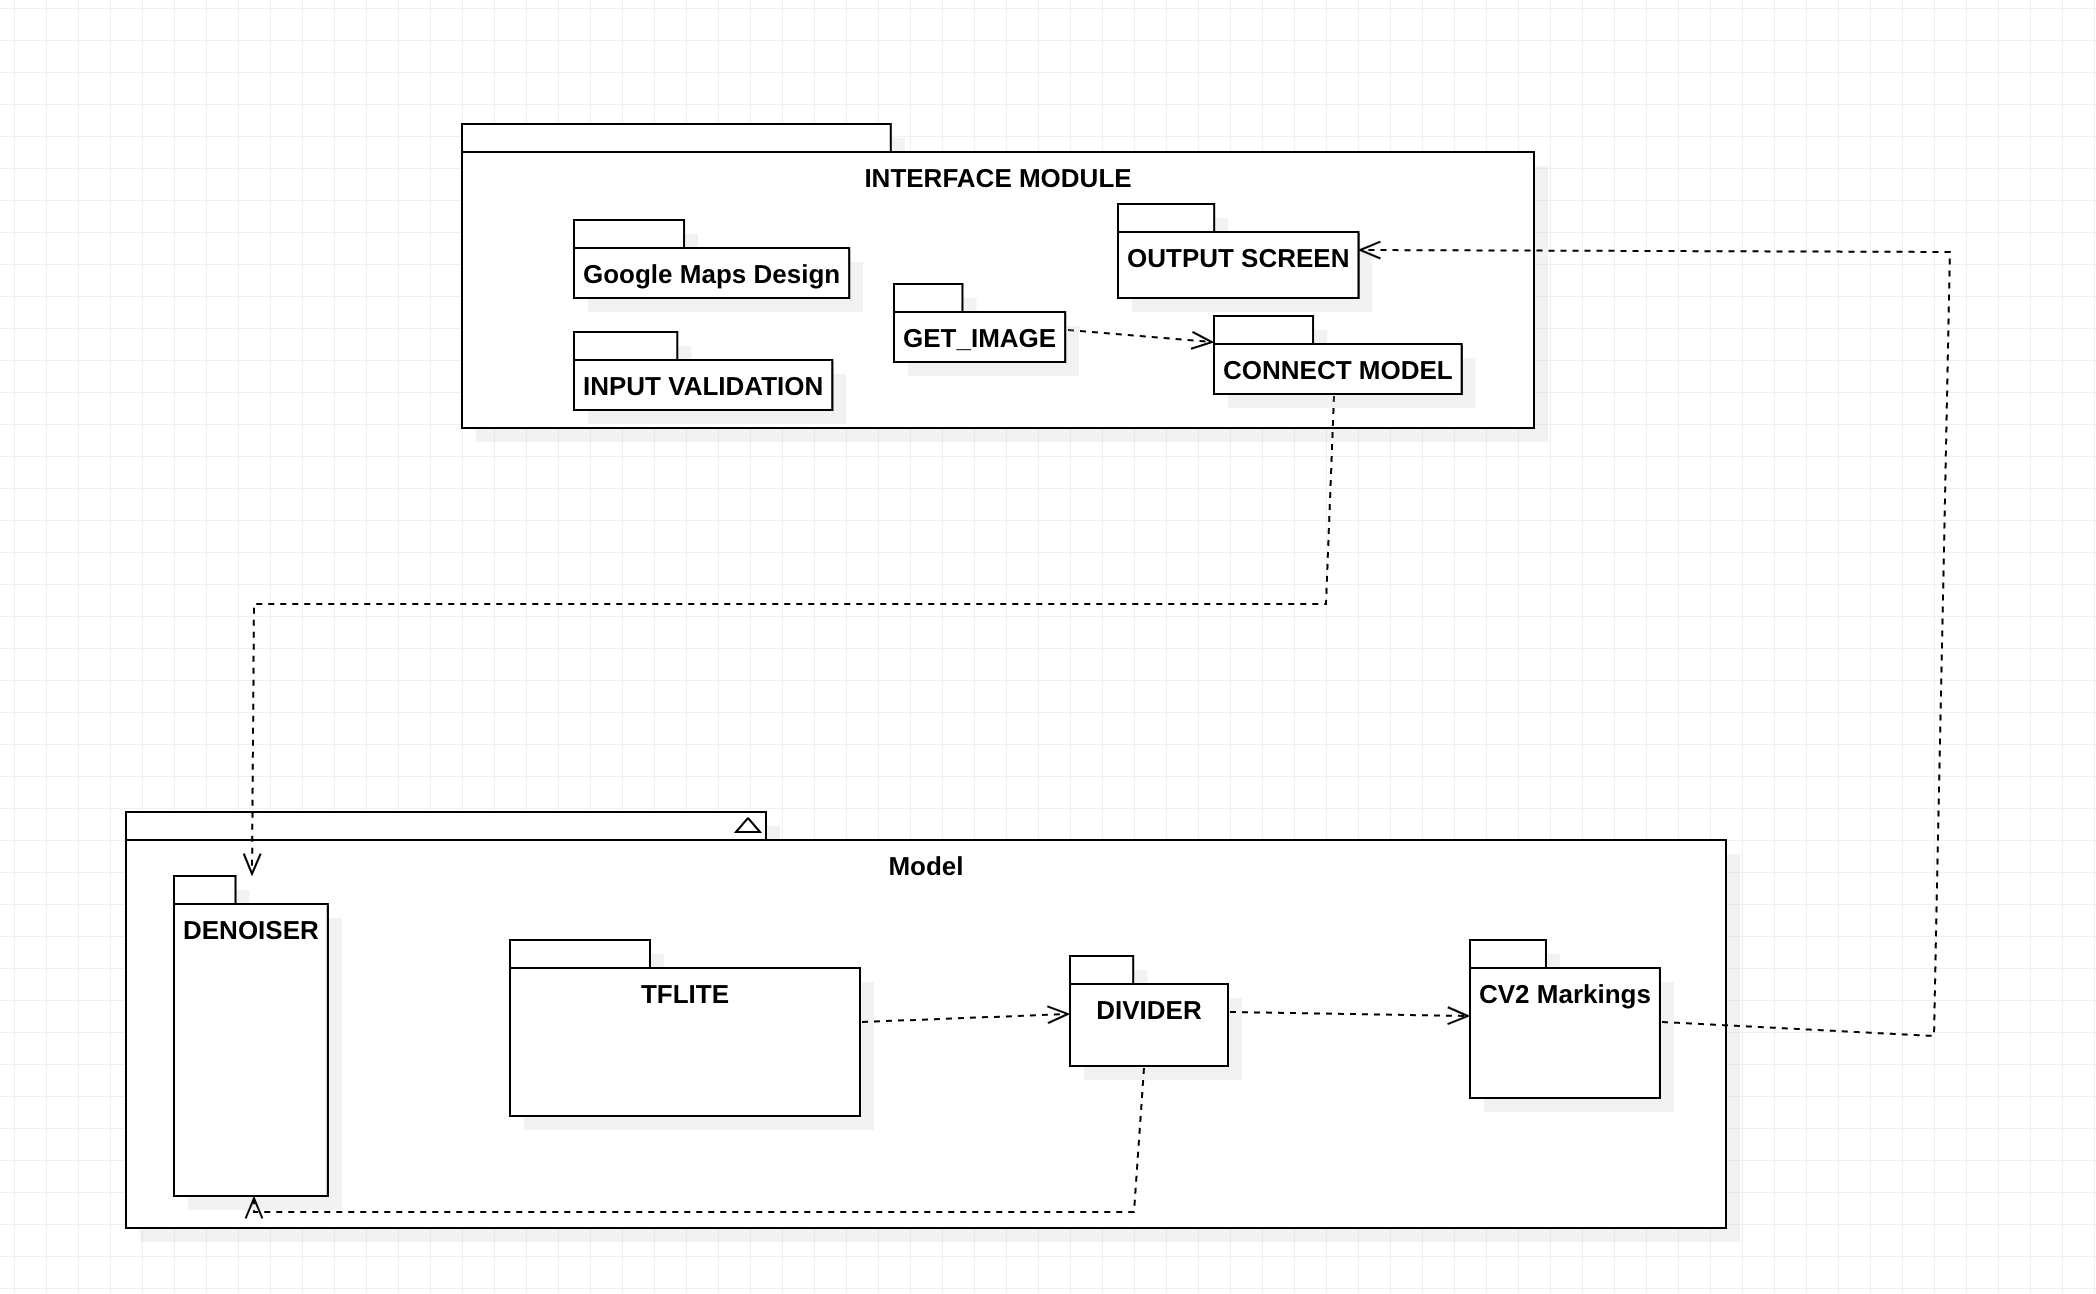 INTERFACE MODULE
Google Maps Design
OUTPUT SCREEN
GET_IMAGE
CONNECT MODEL
INPUT VALIDATION
Model
DENOISER
TFLITE
DIVIDER
CV2 Markings